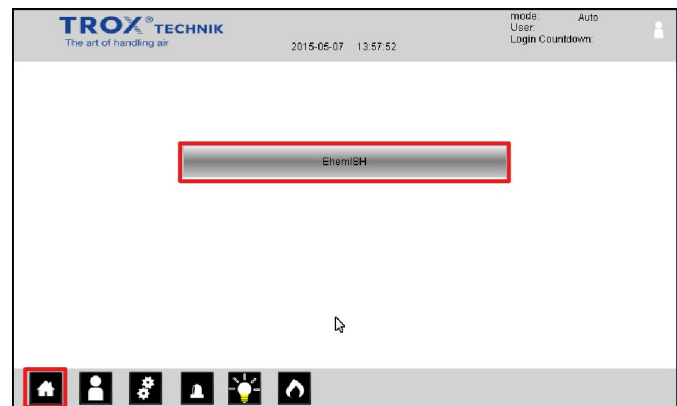 TROX® TECHNIK
The art of handling air
2015-05-07 13:57:52
mode: Auto
User:
Login Countdown:
EhemISH